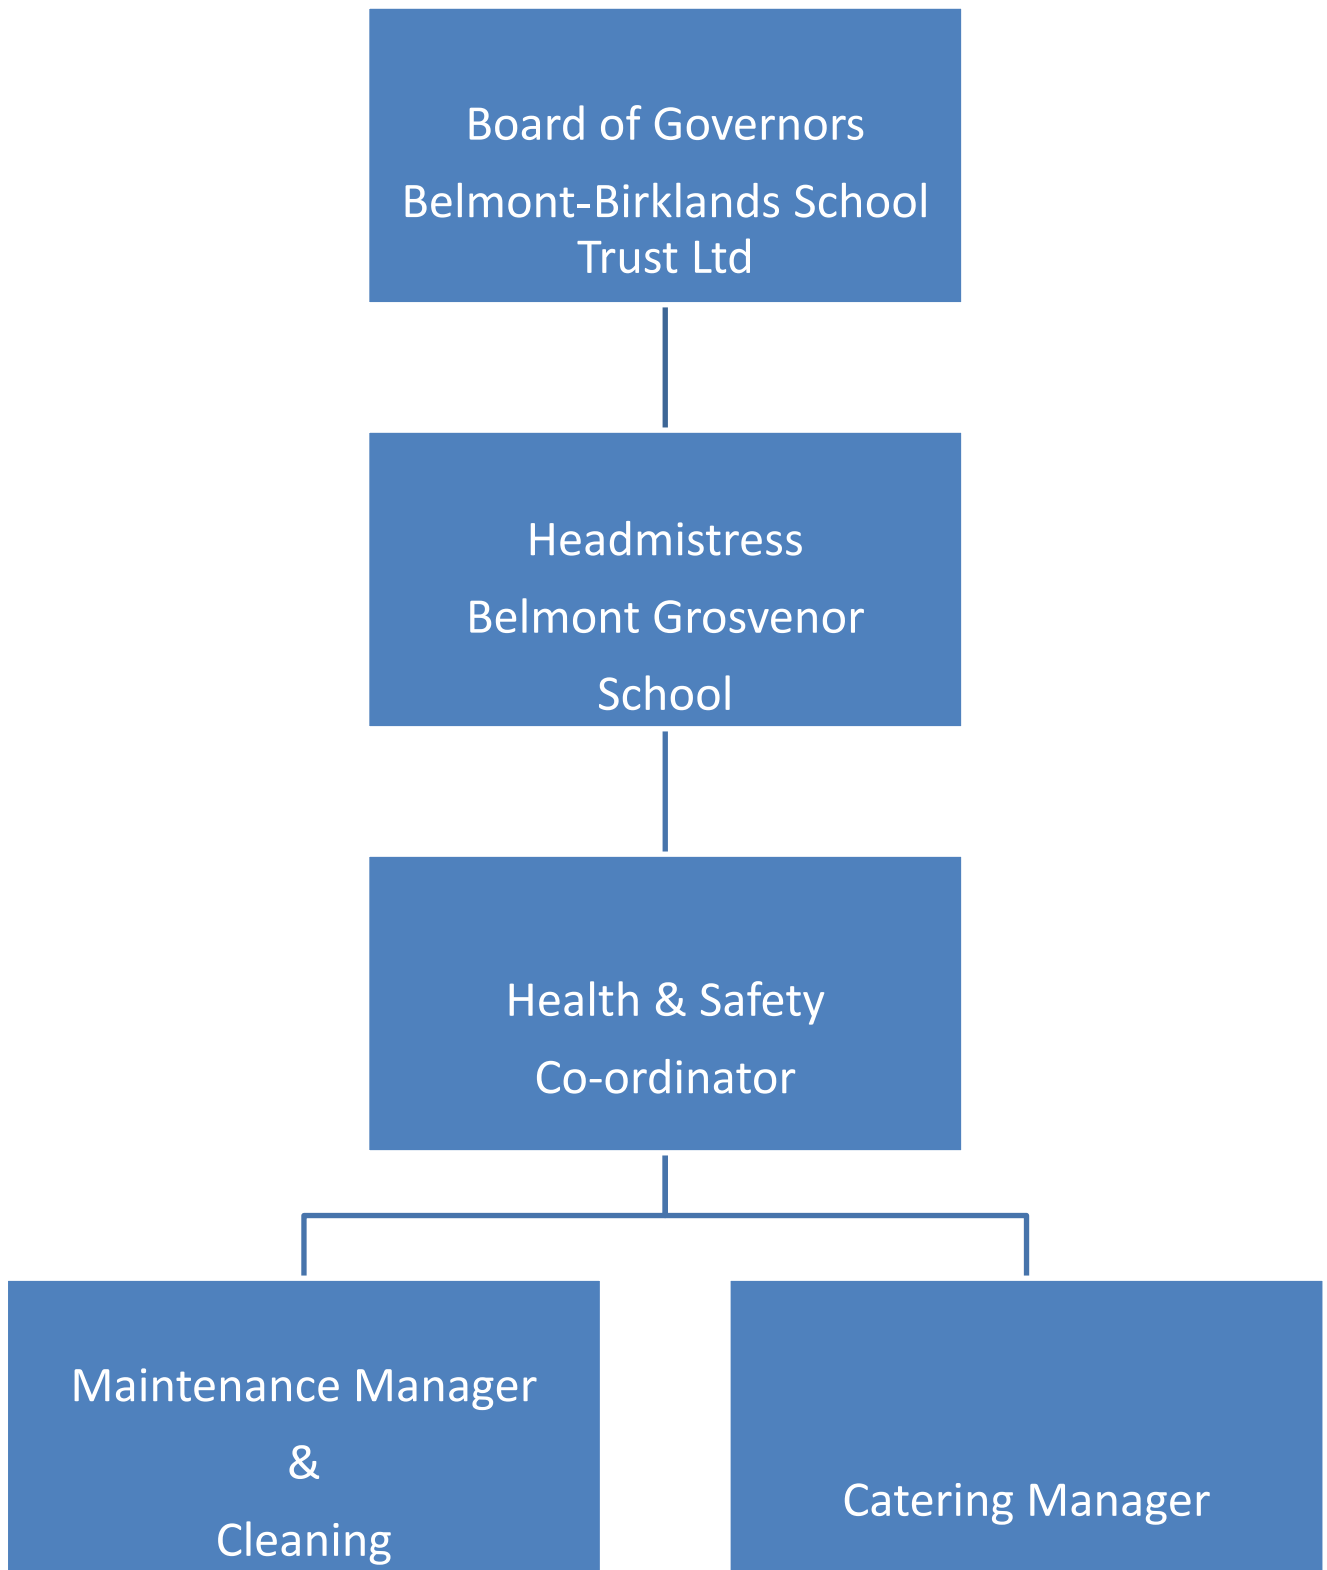 Board of Governors
Belmont-Birklands School
Trust Ltd
Headmistress
Belmont Grosvenor
School
Health & Safety
Co-ordinator
Maintenance Manager
&
Cleaning
Catering Manager